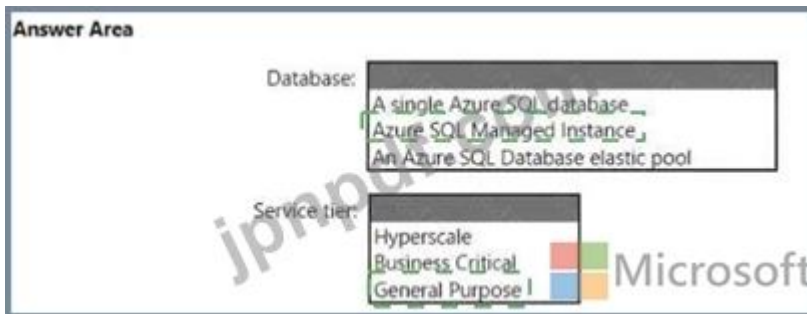 Answer Area
Database:
A single Azure SQL database
Azure SQL Managed Instance
An Azure SQL Database elastic pool
Service tier:
Hyperscale
Business Critical
General Purpose
jpnpdf.com
Microsoft